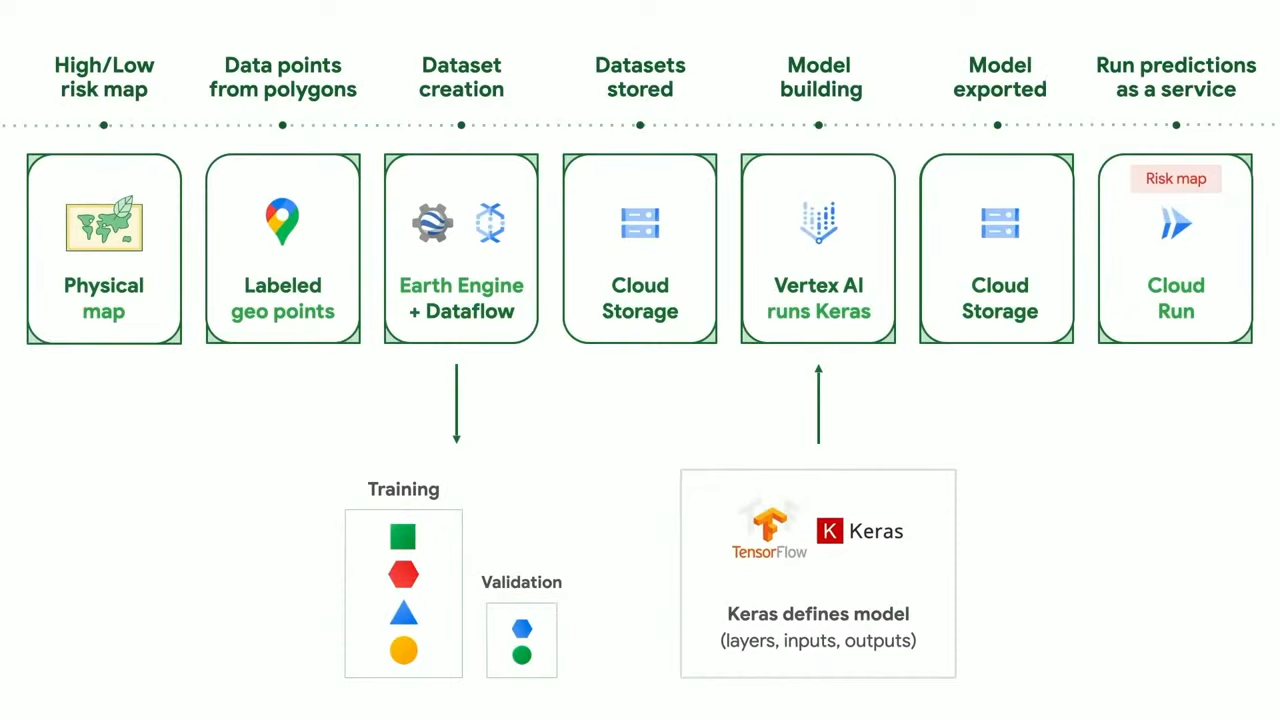 High/Low
risk map
Data points
from polygons
Dataset
creation
Datasets
stored
Model
building
Model
exported
Run predictions
as a service
Physical
map
Labeled
geo points
Earth Engine
+ Dataflow
Cloud
Storage
Vertex AI
runs Keras
Cloud
Storage
Risk map
Cloud
Run
Training
Validation
TensorFlow
K Keras
Keras defines model
(layers, inputs, outputs)